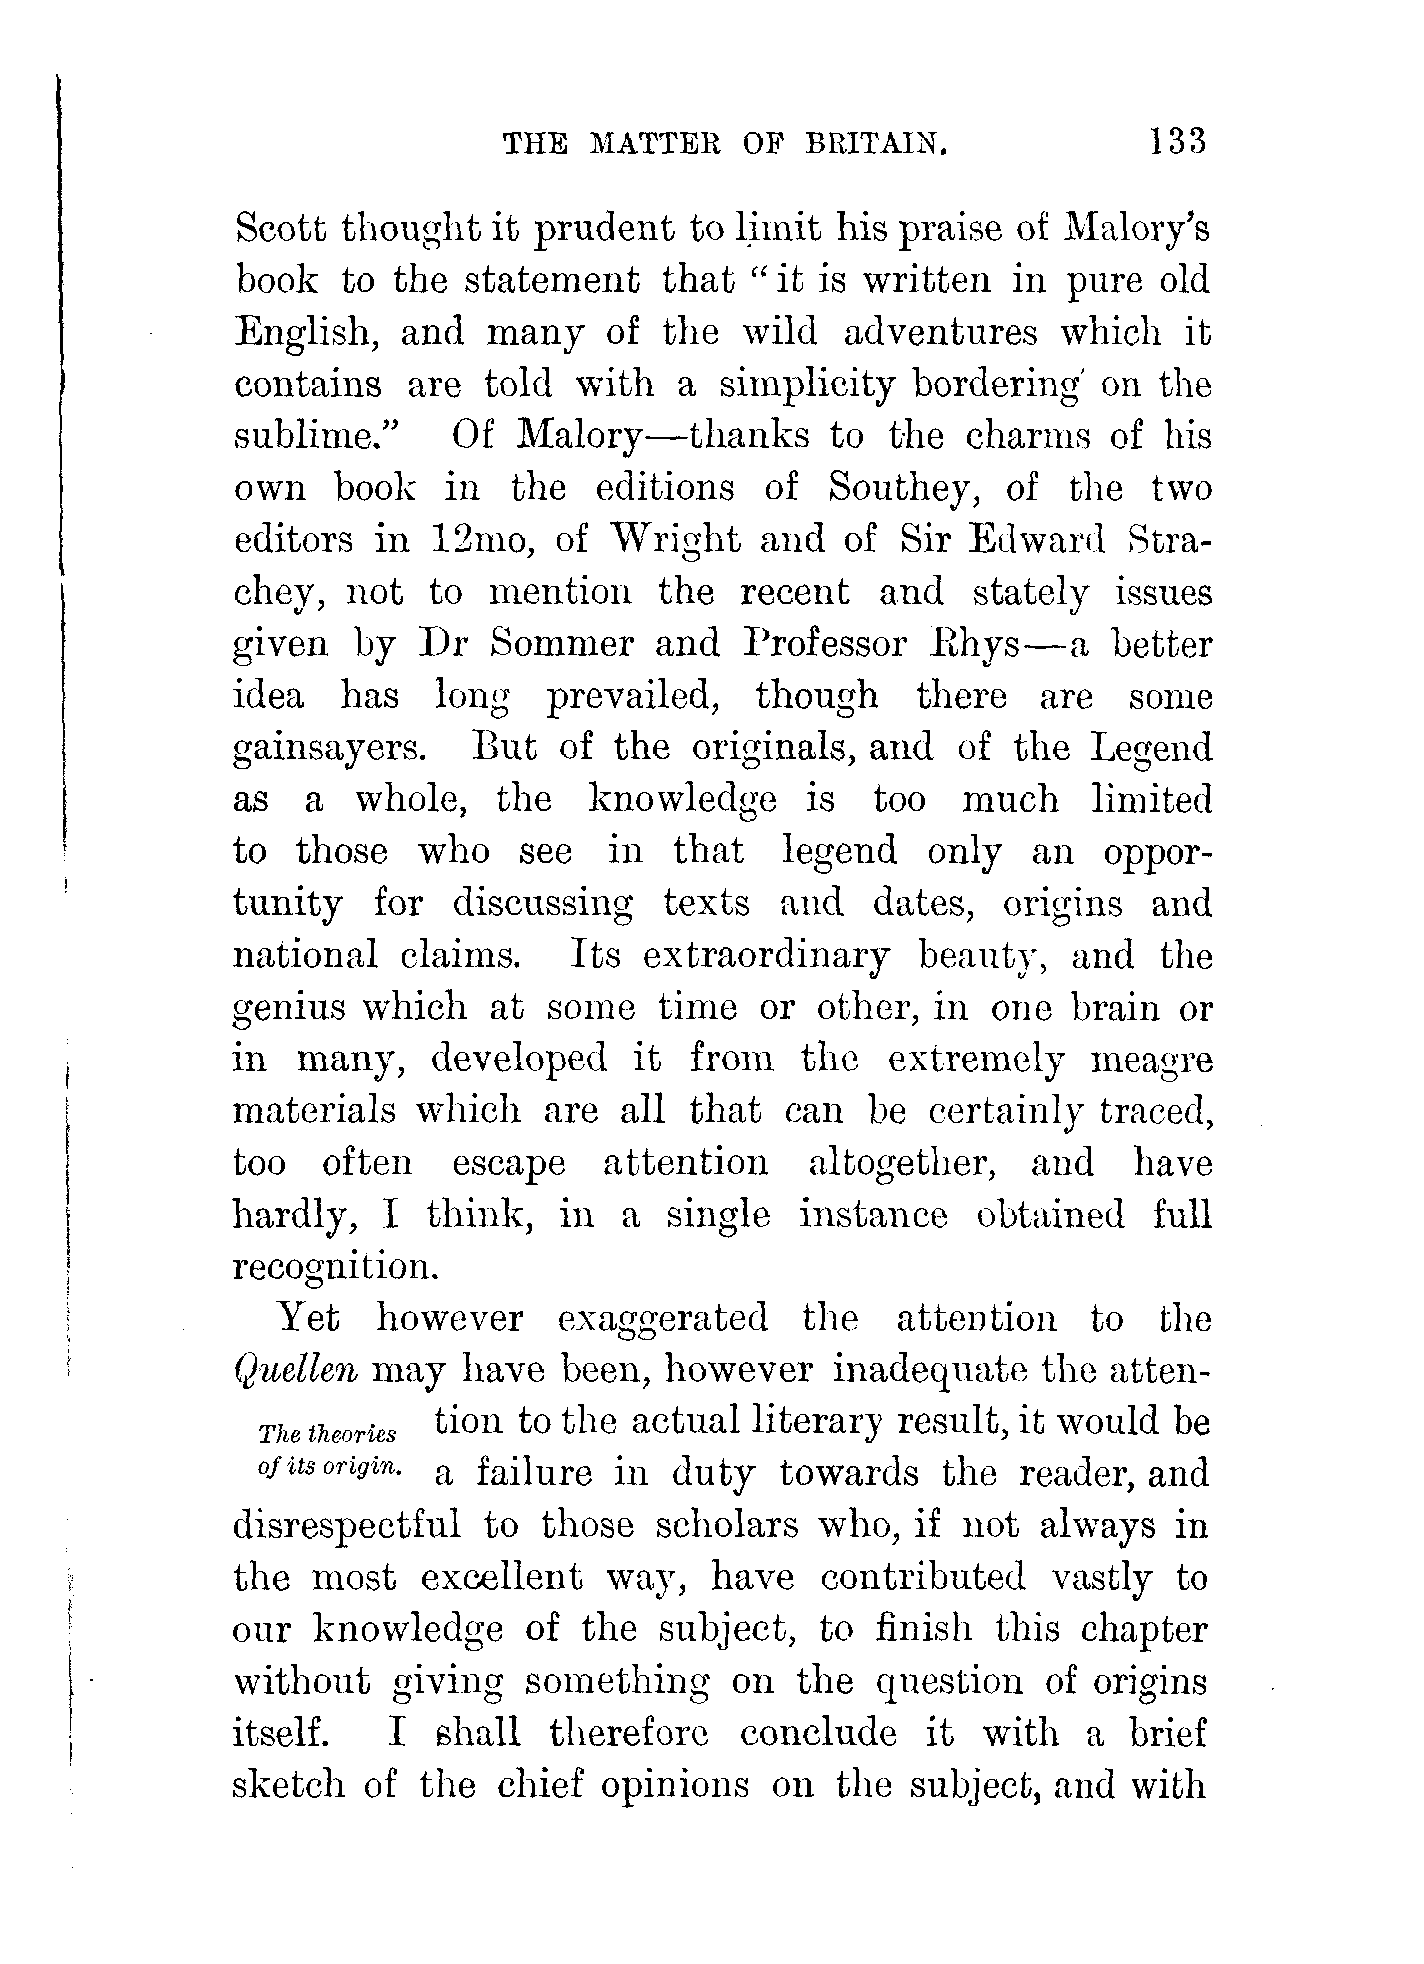 THE MATTER OF BRITAIN. 133
Scott thought it prudent to limit his praise of Malory's
book to the statement that "it is written in pure old
English, and many of the wild adventures which it
contains are told with a simplicity bordering on the
sublime." Of Malory—thanks to the charms of his
own book in the editions of Southey, of the two
editors in 12mo, of Wright and of Sir Edward Stra-
chey, not to mention the recent and stately issues
given by Dr Sommer and Professor Rhys—a better
idea has long prevailed, though there are some
gainsayers. But of the originals, and of the Legend
as a whole, the knowledge is too much limited
to those who see in that legend only an oppor-
tunity for discussing texts and dates, origins and
national claims. Its extraordinary beauty, and the
genius which at some time or other, in one brain or
in many, developed it from the extremely meagre
materials which are all that can be certainly traced,
too often escape attention altogether, and have
hardly, I think, in a single instance obtained full
recognition.
Yet however exaggerated the attention to the
Quellen may have been, however inadequate the atten-
The theories
of its origin.
tion to the actual literary result, it would be
a failure in duty towards the reader, and
disrespectful to those scholars who, if not always in
the most excellent way, have contributed vastly to
our knowledge of the subject, to finish this chapter
without giving something on the question of origins
itself. I shall therefore conclude it with a brief
sketch of the chief opinions on the subject, and with